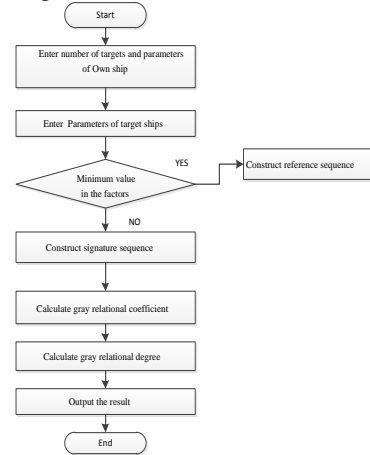 Start
Enter number of targets and parameters
of Own ship
Enter Parameters of target ships
Minimum value
in the factors
YES
Construct reference sequence
NO
Construct signature sequence
Calculate gray relational coefficient
Calculate gray relational degree
Output the result
End